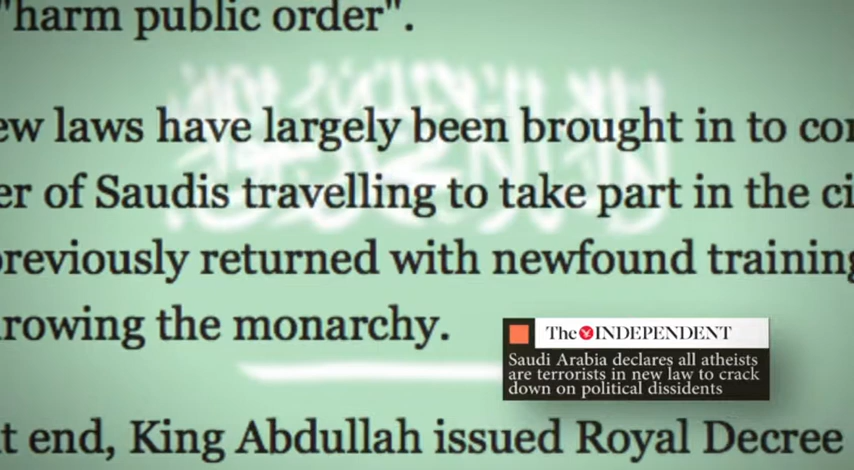 "harm public order".
ew laws have largely been brought in to co
er of Saudis travelling to take part in the ci
previously returned with newfound training
rowing the monarchy.
The INDEPENDENT
Saudi Arabia declares all atheists
are terrorists in new law to crack
down on political dissidents
t end, King Abdullah issued Royal Decree